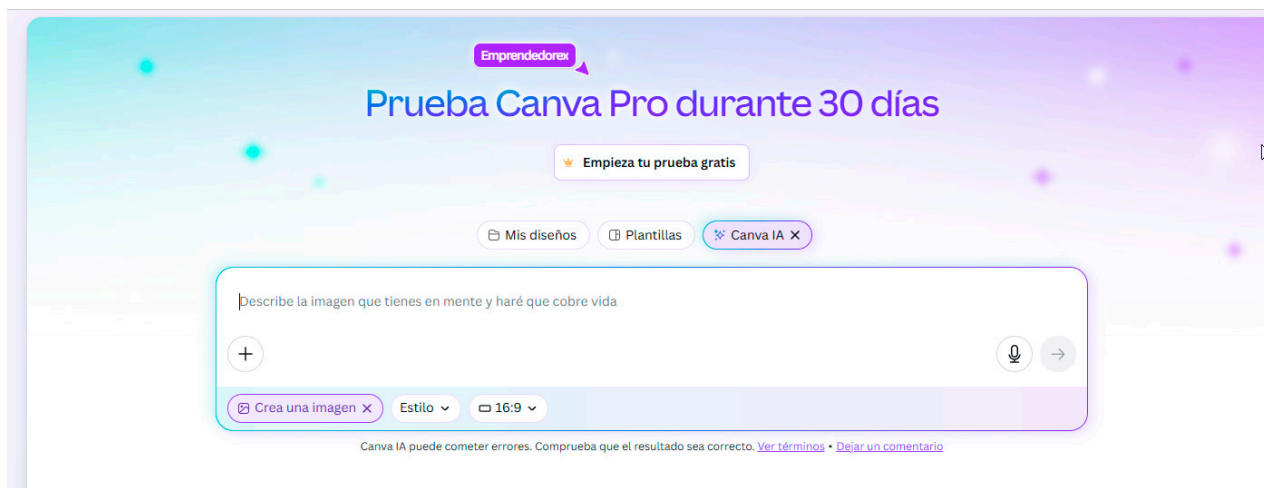 Emprendedorex
Prueba Canva Pro durante 30 días
Empieza tu prueba gratis
Mis diseños
Plantillas
Canva IA
Describe la imagen que tienes en mente y haré que cobre vida
Crea una imagen
Estilo
16:9
Canva IA puede cometer errores. Comprueba que el resultado sea correcto. Ver términos • Dejar un comentario